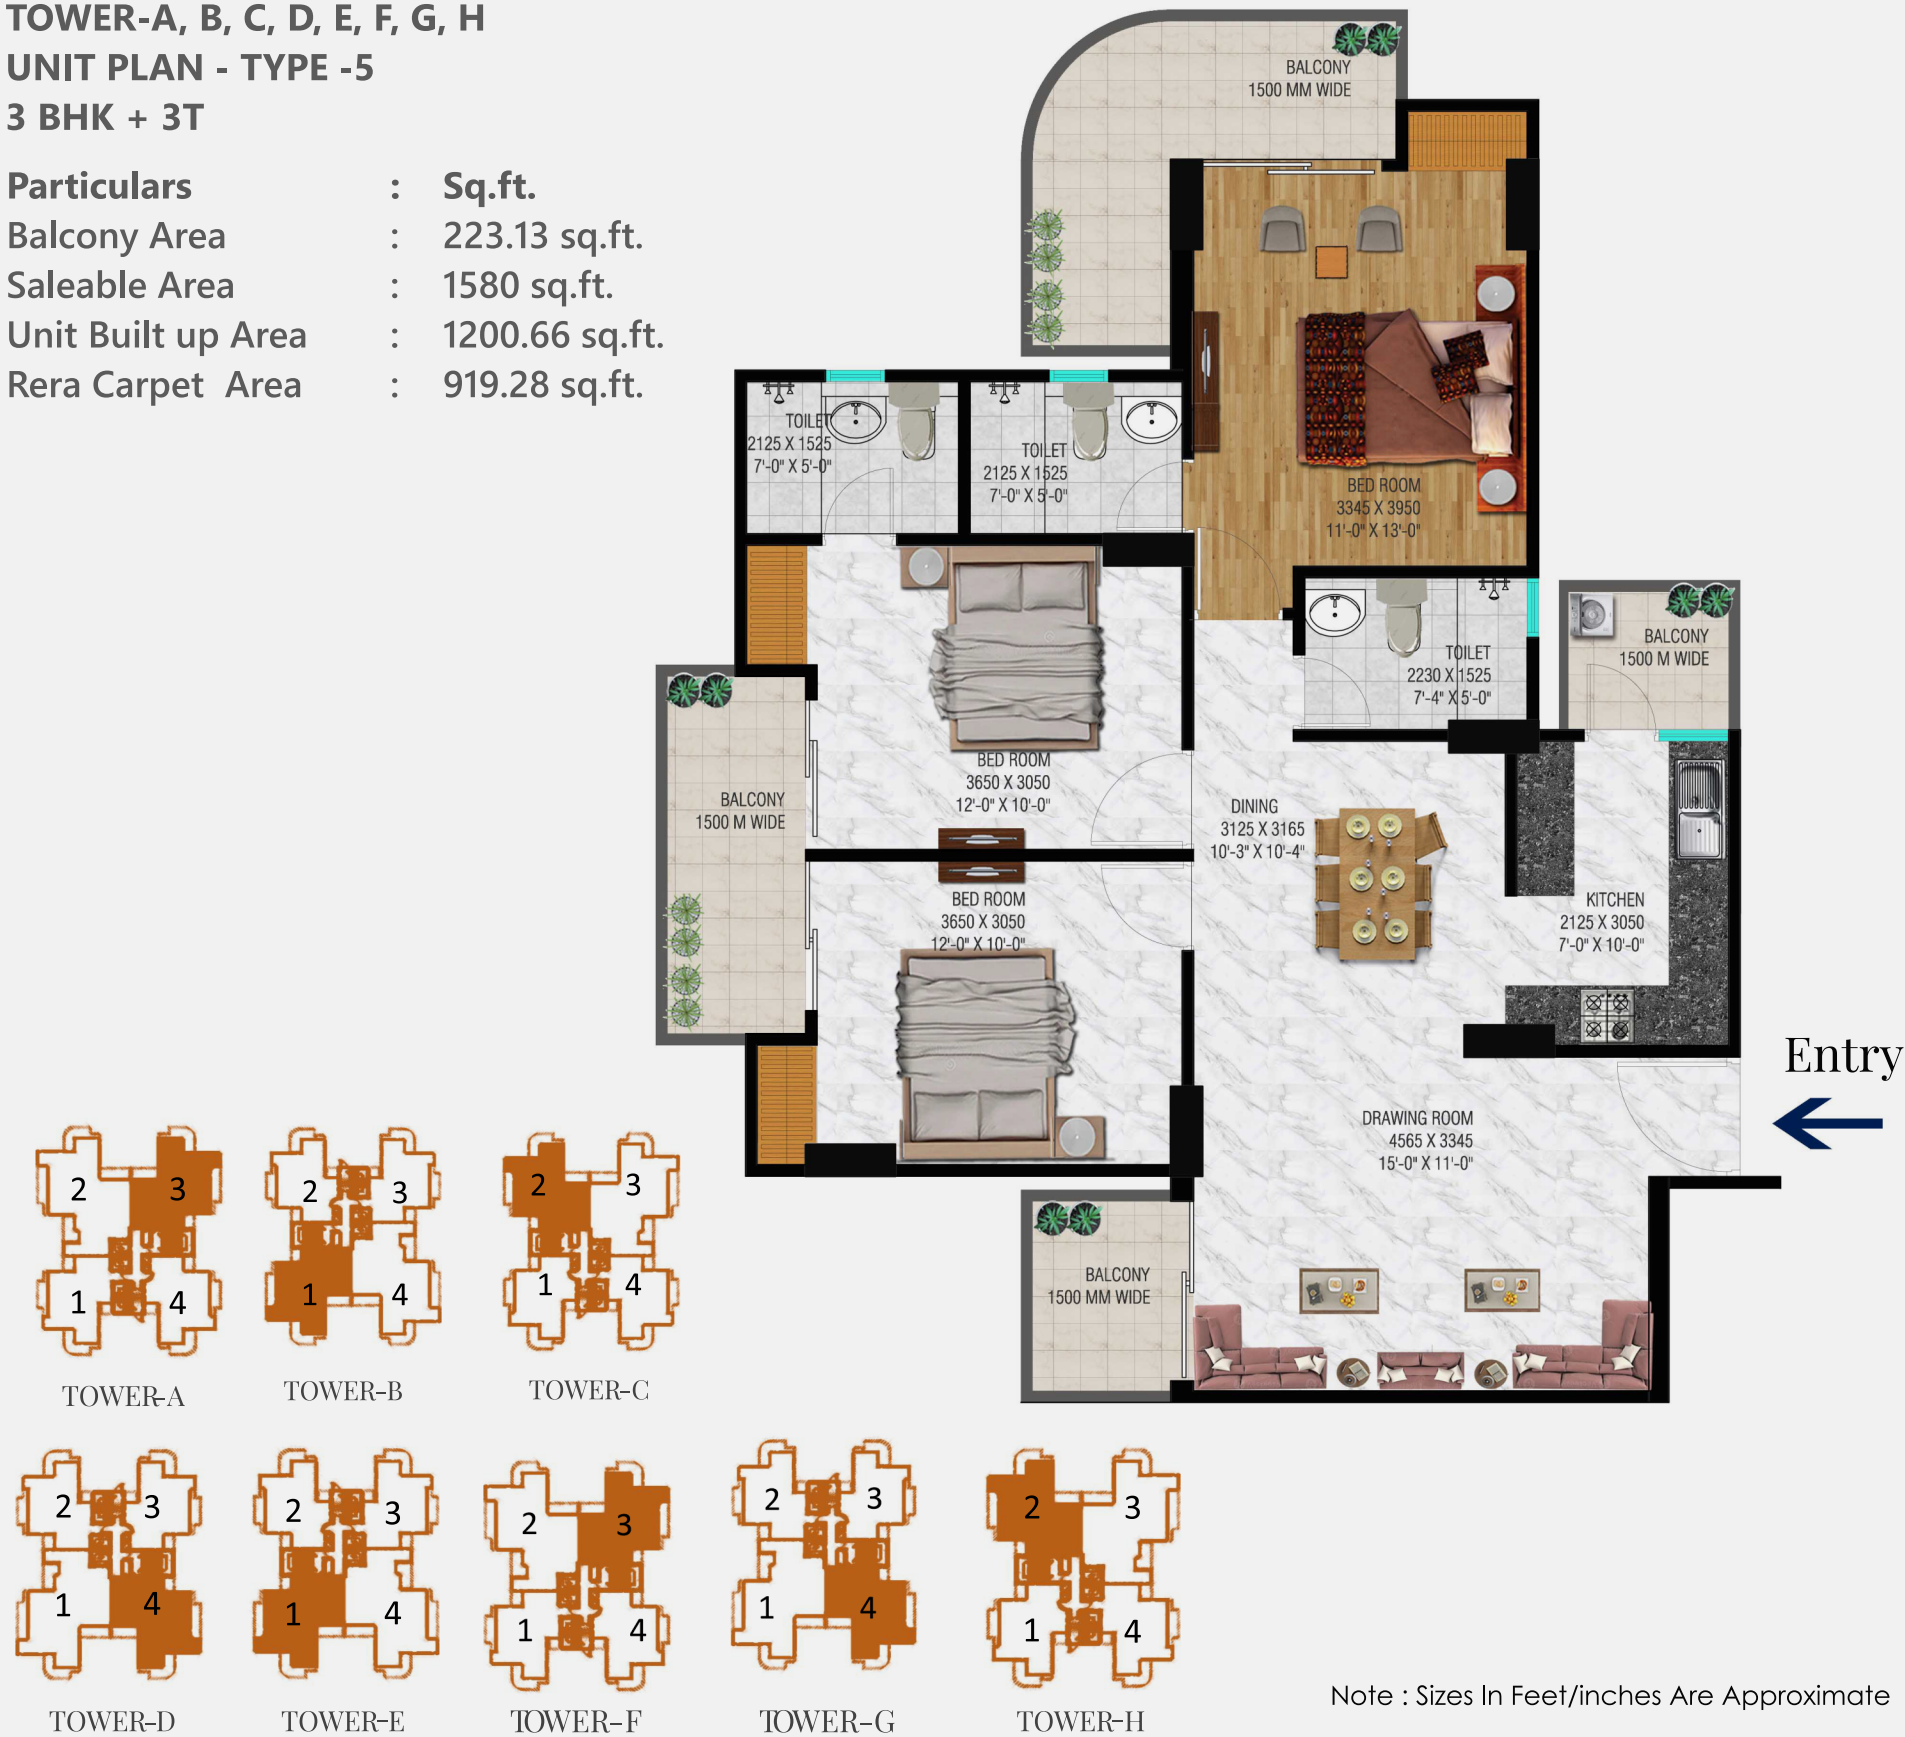 TOWER-A, B, C, D, E, F, G, H
UNIT PLAN - TYPE -5
3 BHK + 3T
Particulars : Sq.ft.
Balcony Area : 223.13 sq.ft.
Saleable Area : 1580 sq.ft.
Unit Built up Area : 1200.66 sq.ft.
Rera Carpet Area : 919.28 sq.ft.
BALCONY
1500 MM WIDE
TOILET
2125 X 1525
7'-0" X 5'-0"
TOILET
2125 X 1525
7'-0" X 5'-0"
BED ROOM
3345 X 3950
11'-0" X 13'-0"
TOILET
2230 X 1525
7'-4" X 5'-0"
BALCONY
1500 M WIDE
BED ROOM
3650 X 3050
12'-0" X 10'-0"
BALCONY
1500 M WIDE
DINING
3125 X 3165
10'-3" X 10'-4"
BED ROOM
3650 X 3050
12'-0" X 10'-0"
KITCHEN
2125 X 3050
7'-0" X 10'-0"
Entry
DRAWING ROOM
4565 X 3345
15'-0" X 11'-0"
BALCONY
1500 MM WIDE
2 3
1 4
TOWER-A
2 3
1 4
TOWER-B
2 3
1 4
TOWER-C
2 3
1 4
TOWER-D
2 3
1 4
TOWER-E
2 3
1 4
TOWER-F
2 3
1 4
TOWER-G
2 3
1 4
TOWER-H
Note : Sizes In Feet/inches Are Approximate